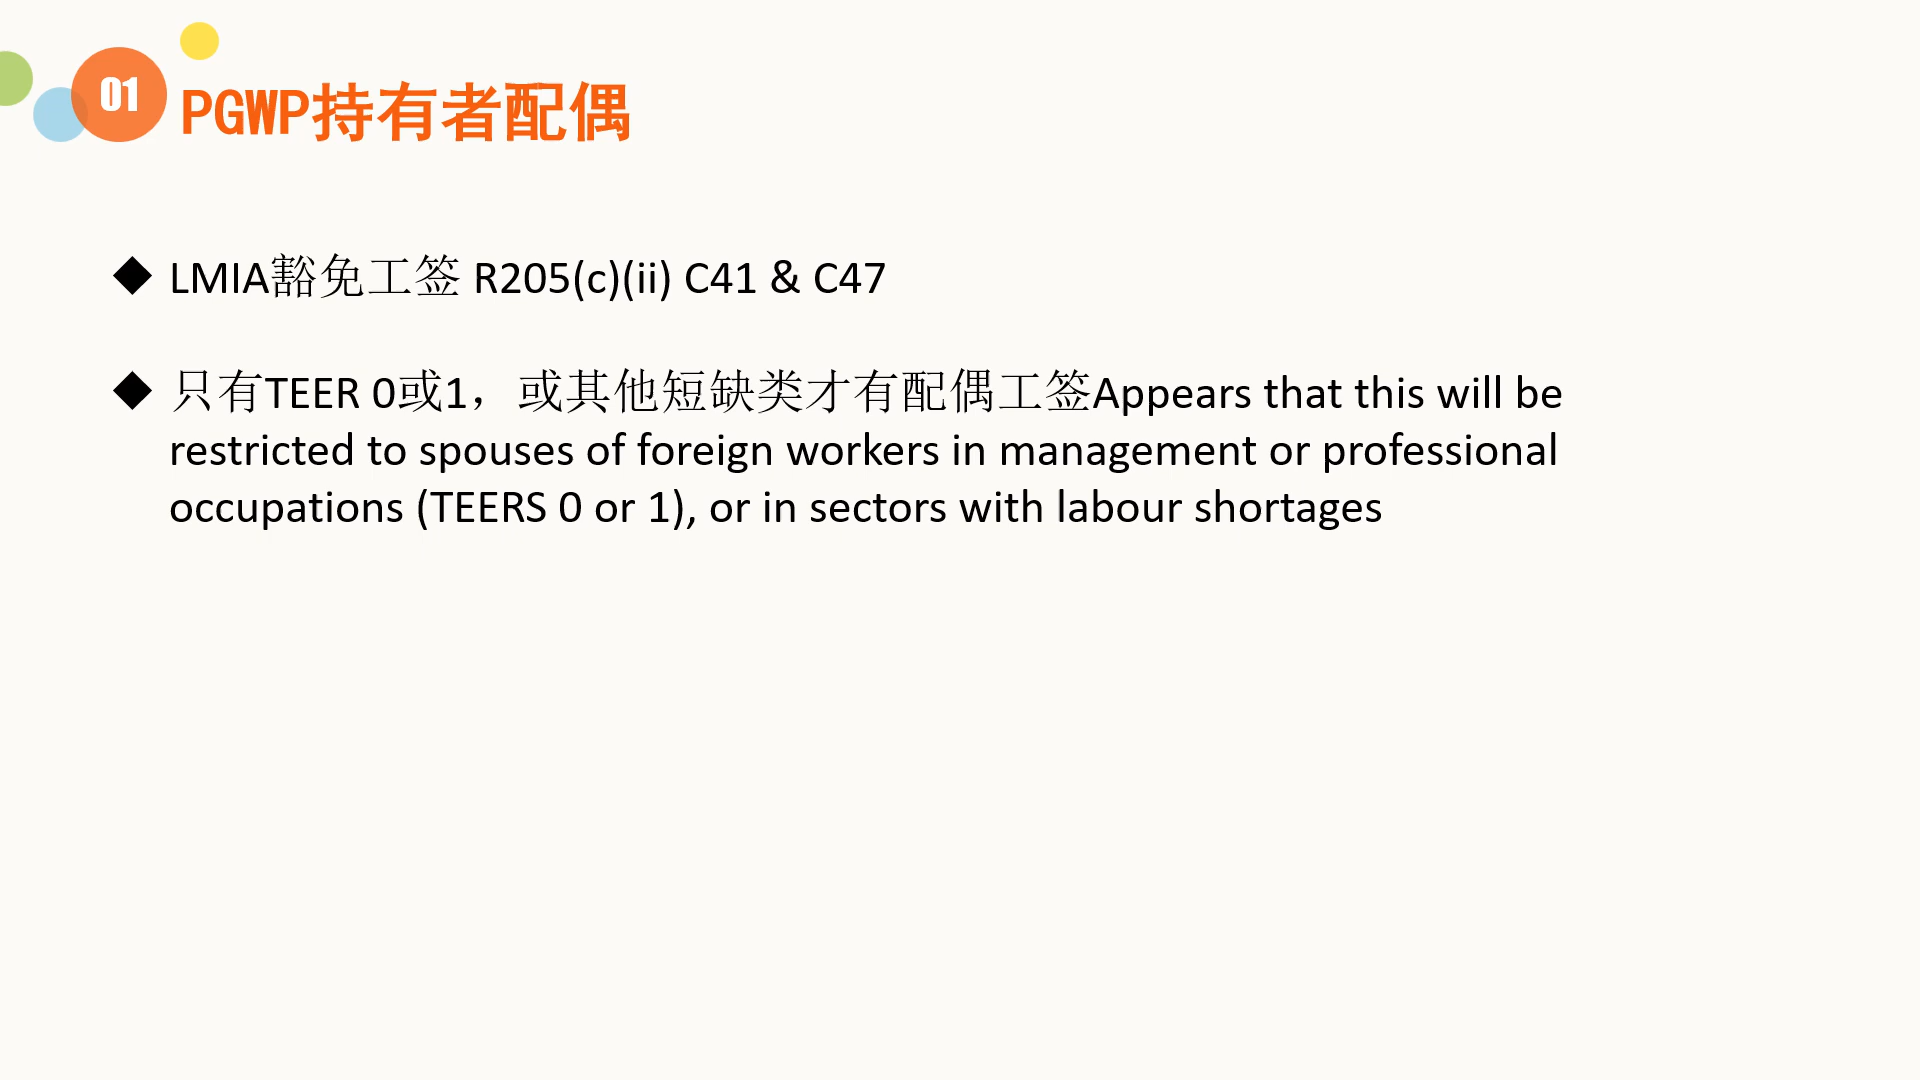 01
PGWP持有者配偶
◆ LMIA豁免工签 R205(c)(ii) C41 & C47
◆ 只有TEER 0或1，或其他短缺类才有配偶工签Appears that this will be
restricted to spouses of foreign workers in management or professional
occupations (TEERS 0 or 1), or in sectors with labour shortages